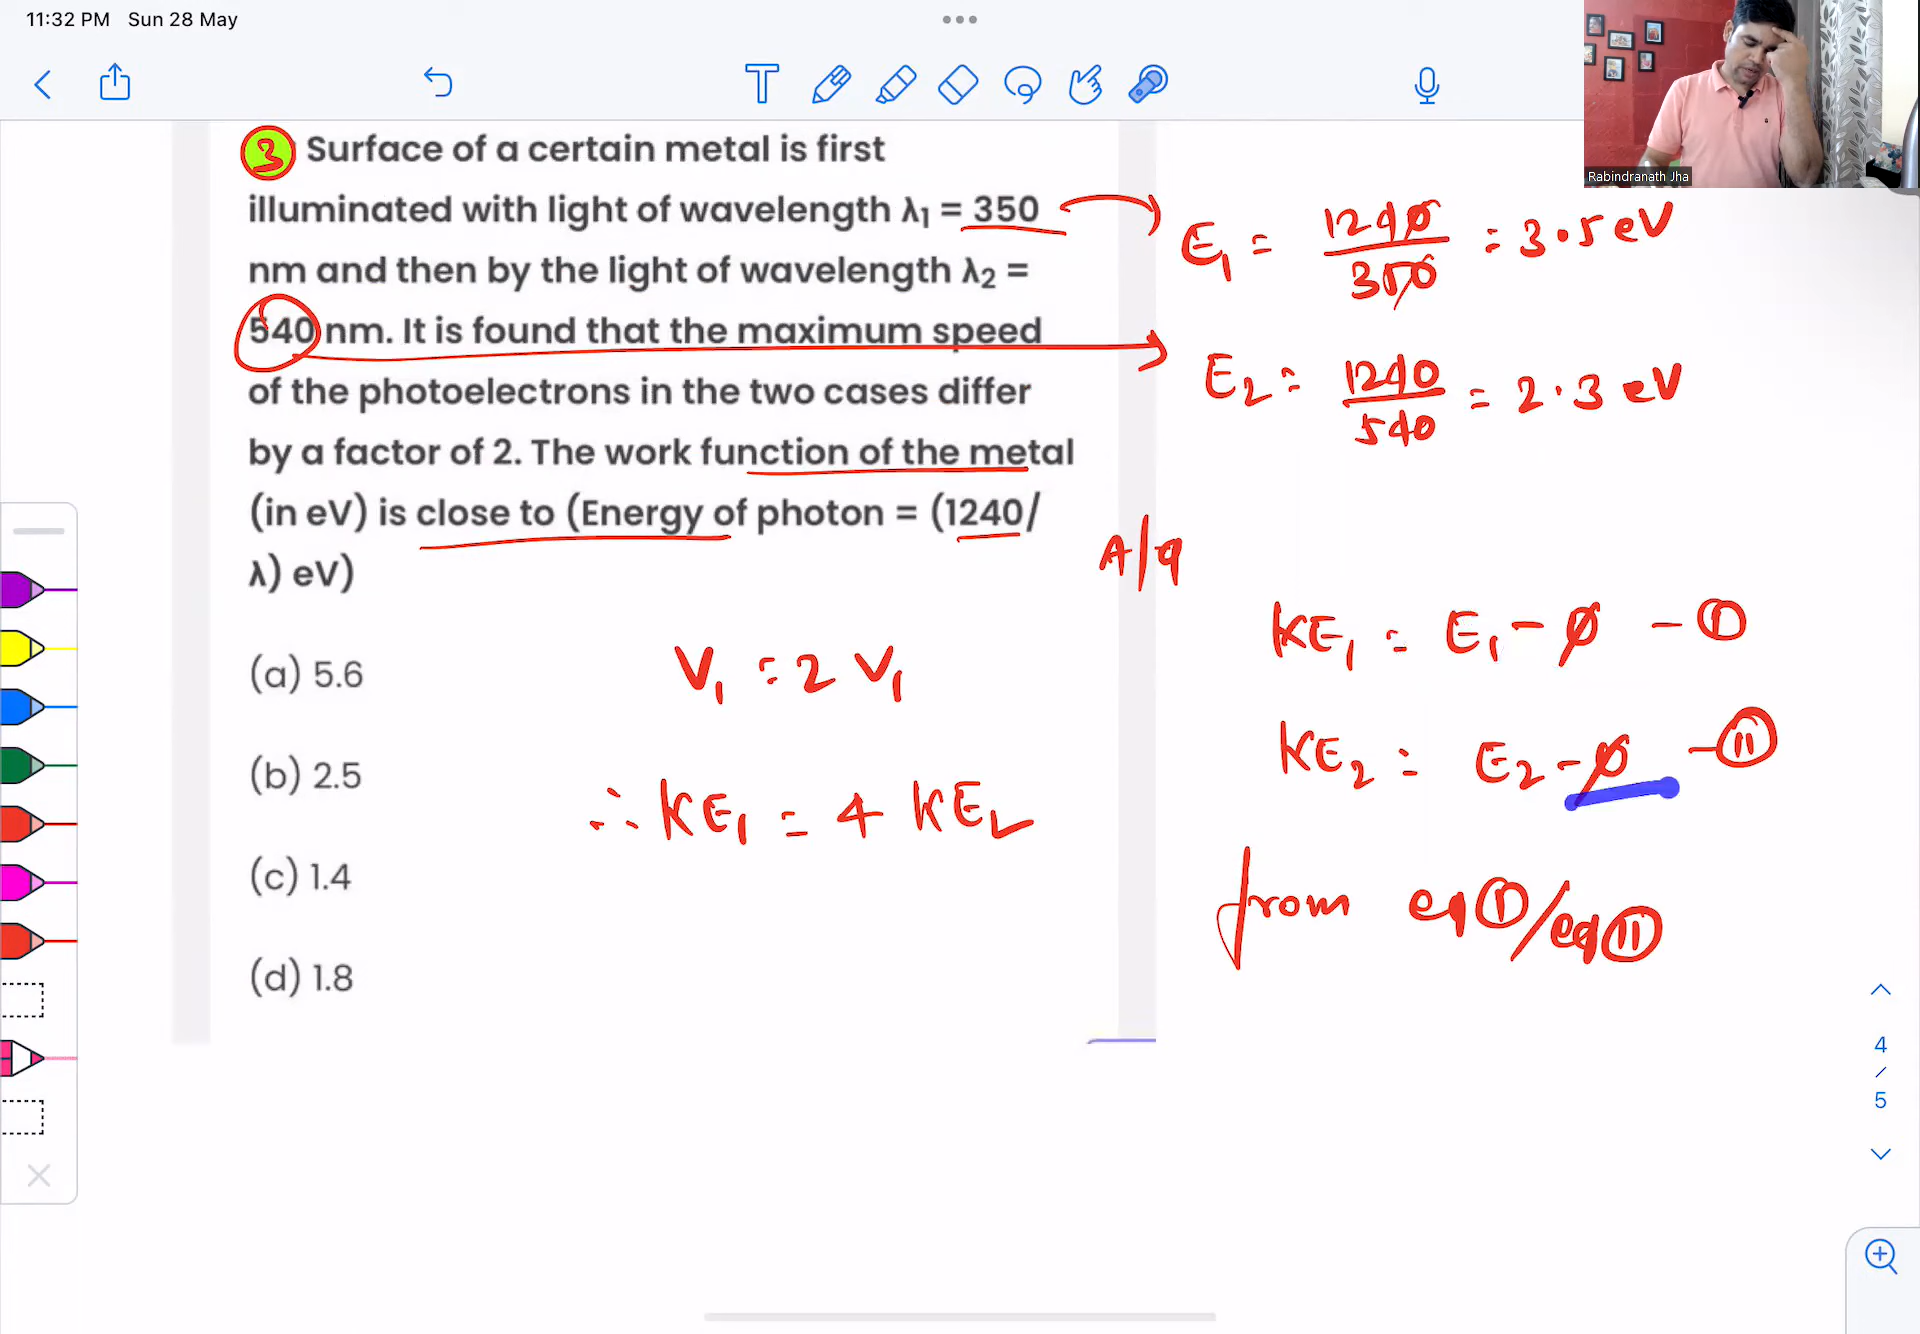 11:32 PM Sun 28 May
Rabindranath Jha
3 Surface of a certain metal is first
illuminated with light of wavelength λ1 = 350
nm and then by the light of wavelength λ2 =
540 nm. It is found that the maximum speed
of the photoelectrons in the two cases differ
by a factor of 2. The work function of the metal
(in eV) is close to (Energy of photon = (1240/
λ) eV)
(a) 5.6
(b) 2.5
(c) 1.4
(d) 1.8
V1 = 2 V1
∴ KE1 = 4 KE2
E1 = 1240/350 = 3.5 eV
E2 = 1240/540 = 2.3 eV
A/q
KE1 = E1 - φ - (I)
KE2 = E2 - φ - (II)
from eq (I)/eq (II)
4
/
5